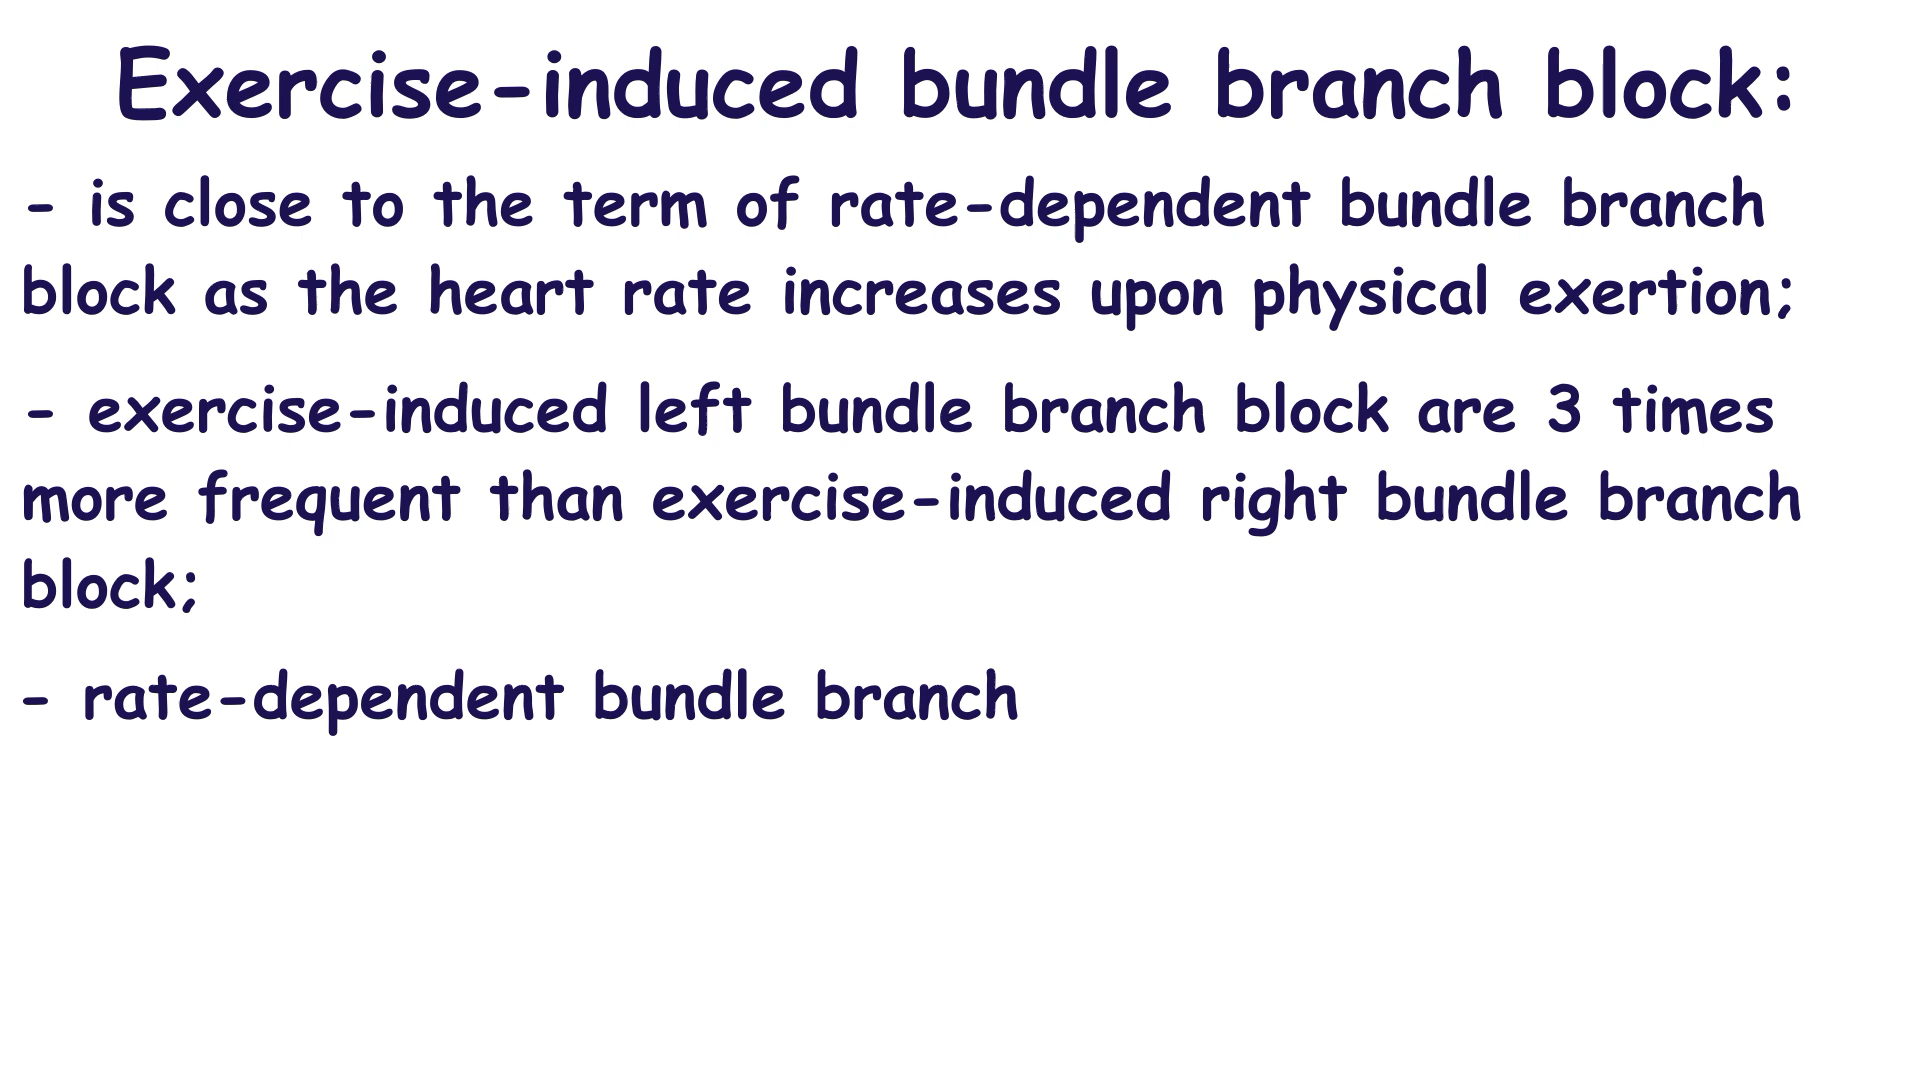 Exercise-induced bundle branch block:
- is close to the term of rate-dependent bundle branch
block as the heart rate increases upon physical exertion;
- exercise-induced left bundle branch block are 3 times
more frequent than exercise-induced right bundle branch
block;
- rate-dependent bundle branch